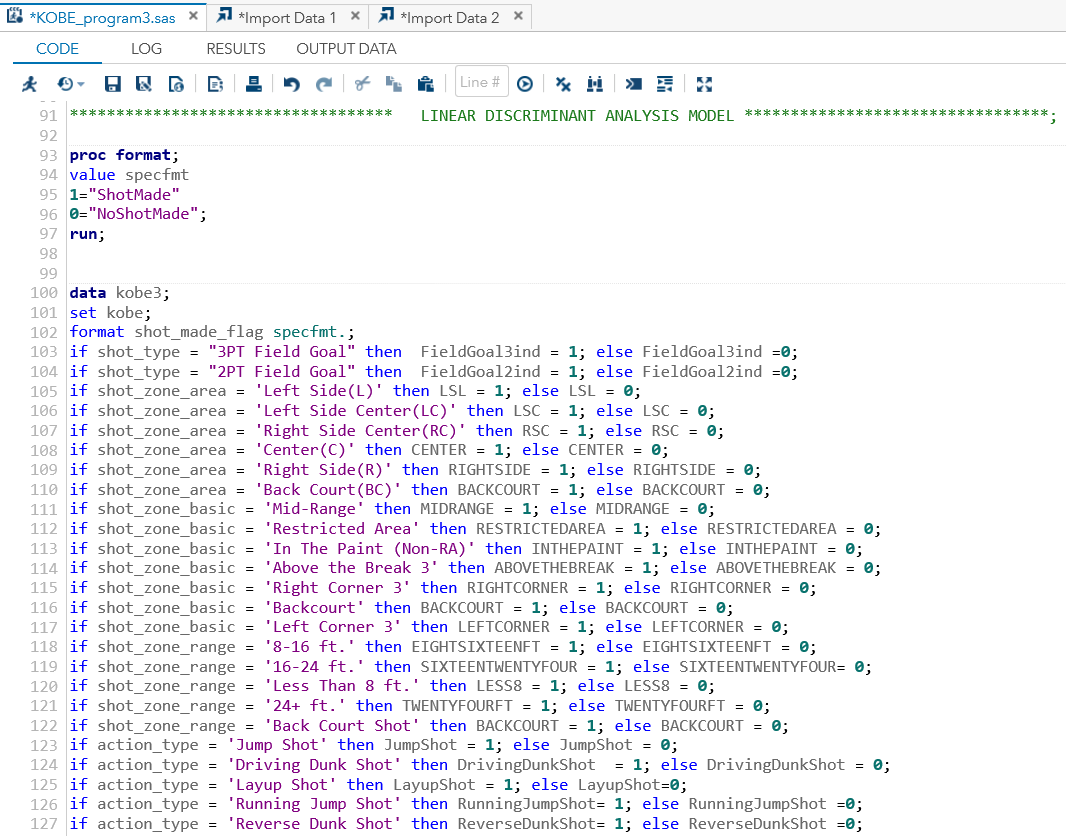 *KOBE_program3.sas × *Import Data 1 × *Import Data 2 ×
CODE LOG RESULTS OUTPUT DATA
Line #
91 *********************************** LINEAR DISCRIMINANT ANALYSIS MODEL *********************************;
92
93 proc format;
94 value specfmt
95 1="ShotMade"
96 0="NoShotMade";
97 run;
98
99
100 data kobe3;
101 set kobe;
102 format shot_made_flag specfmt.;
103 if shot_type = "3PT Field Goal" then  FieldGoal3ind = 1; else FieldGoal3ind =0;
104 if shot_type = "2PT Field Goal" then  FieldGoal2ind = 1; else FieldGoal2ind =0;
105 if shot_zone_area = 'Left Side(L)' then LSL = 1; else LSL = 0;
106 if shot_zone_area = 'Left Side Center(LC)' then LSC = 1; else LSC = 0;
107 if shot_zone_area = 'Right Side Center(RC)' then RSC = 1; else RSC = 0;
108 if shot_zone_area = 'Center(C)' then CENTER = 1; else CENTER = 0;
109 if shot_zone_area = 'Right Side(R)' then RIGHTSIDE = 1; else RIGHTSIDE = 0;
110 if shot_zone_area = 'Back Court(BC)' then BACKCOURT = 1; else BACKCOURT = 0;
111 if shot_zone_basic = 'Mid-Range' then MIDRANGE = 1; else MIDRANGE = 0;
112 if shot_zone_basic = 'Restricted Area' then RESTRICTEDAREA = 1; else RESTRICTEDAREA = 0;
113 if shot_zone_basic = 'In The Paint (Non-RA)' then INTHEPAINT = 1; else INTHEPAINT = 0;
114 if shot_zone_basic = 'Above the Break 3' then ABOVETHEBREAK = 1; else ABOVETHEBREAK = 0;
115 if shot_zone_basic = 'Right Corner 3' then RIGHTCORNER = 1; else RIGHTCORNER = 0;
116 if shot_zone_basic = 'Backcourt' then BACKCOURT = 1; else BACKCOURT = 0;
117 if shot_zone_basic = 'Left Corner 3' then LEFTCORNER = 1; else LEFTCORNER = 0;
118 if shot_zone_range = '8-16 ft.' then EIGHTSIXTEENFT = 1; else EIGHTSIXTEENFT = 0;
119 if shot_zone_range = '16-24 ft.' then SIXTEENTWENTYFOUR = 1; else SIXTEENTWENTYFOUR= 0;
120 if shot_zone_range = 'Less Than 8 ft.' then LESS8 = 1; else LESS8 = 0;
121 if shot_zone_range = '24+ ft.' then TWENTYFOURFT = 1; else TWENTYFOURFT = 0;
122 if shot_zone_range = 'Back Court Shot' then BACKCOURT = 1; else BACKCOURT = 0;
123 if action_type = 'Jump Shot' then JumpShot = 1; else JumpShot = 0;
124 if action_type = 'Driving Dunk Shot' then DrivingDunkShot  = 1; else DrivingDunkShot = 0;
125 if action_type = 'Layup Shot' then LayupShot = 1; else LayupShot=0;
126 if action_type = 'Running Jump Shot' then RunningJumpShot= 1; else RunningJumpShot =0;
127 if action_type = 'Reverse Dunk Shot' then ReverseDunkShot= 1; else ReverseDunkShot =0;